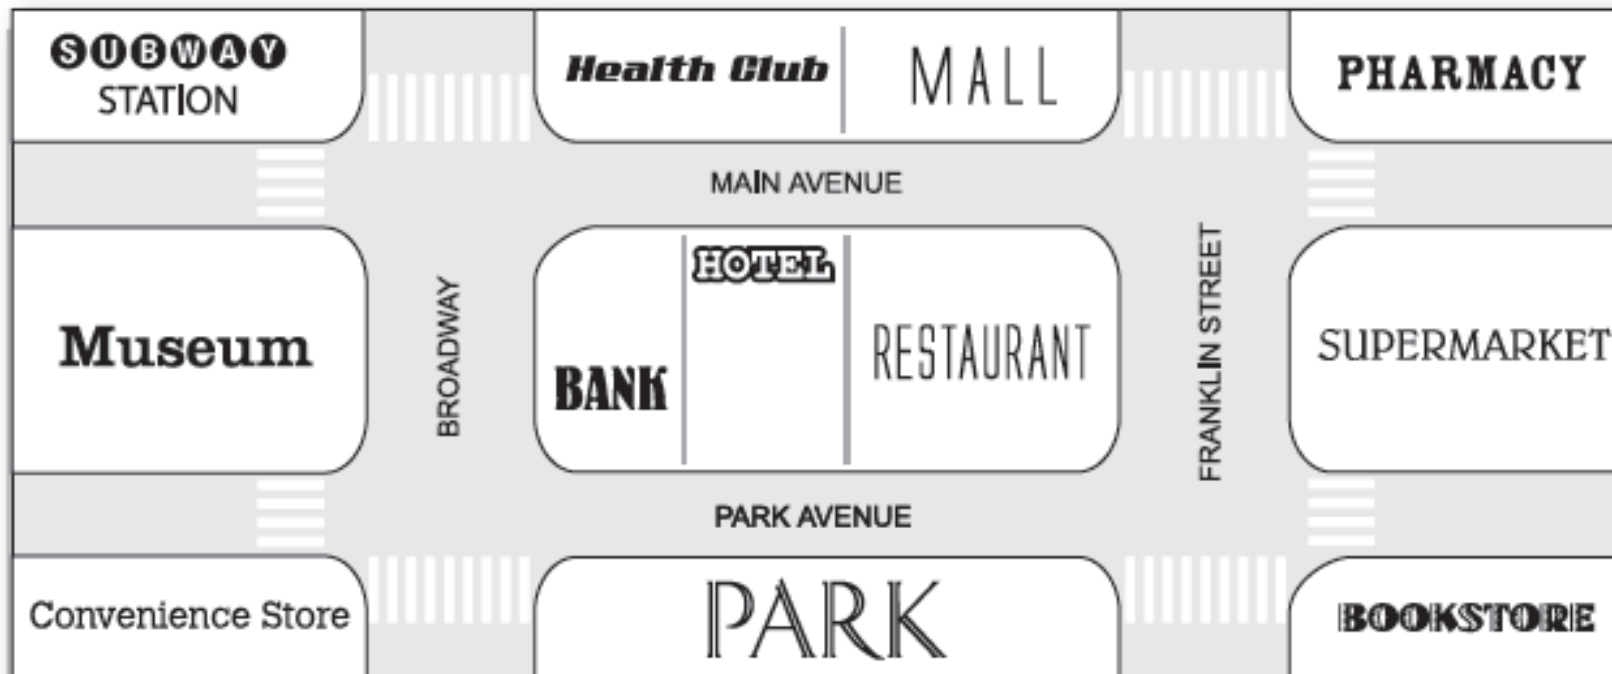 SUBWAY
STATION
Health Club
MALL
PHARMACY
MAIN AVENUE
Museum
BROADWAY
BANK
HOTEL
RESTAURANT
FRANKLIN STREET
SUPERMARKET
PARK AVENUE
Convenience Store
PARK
BOOKSTORE